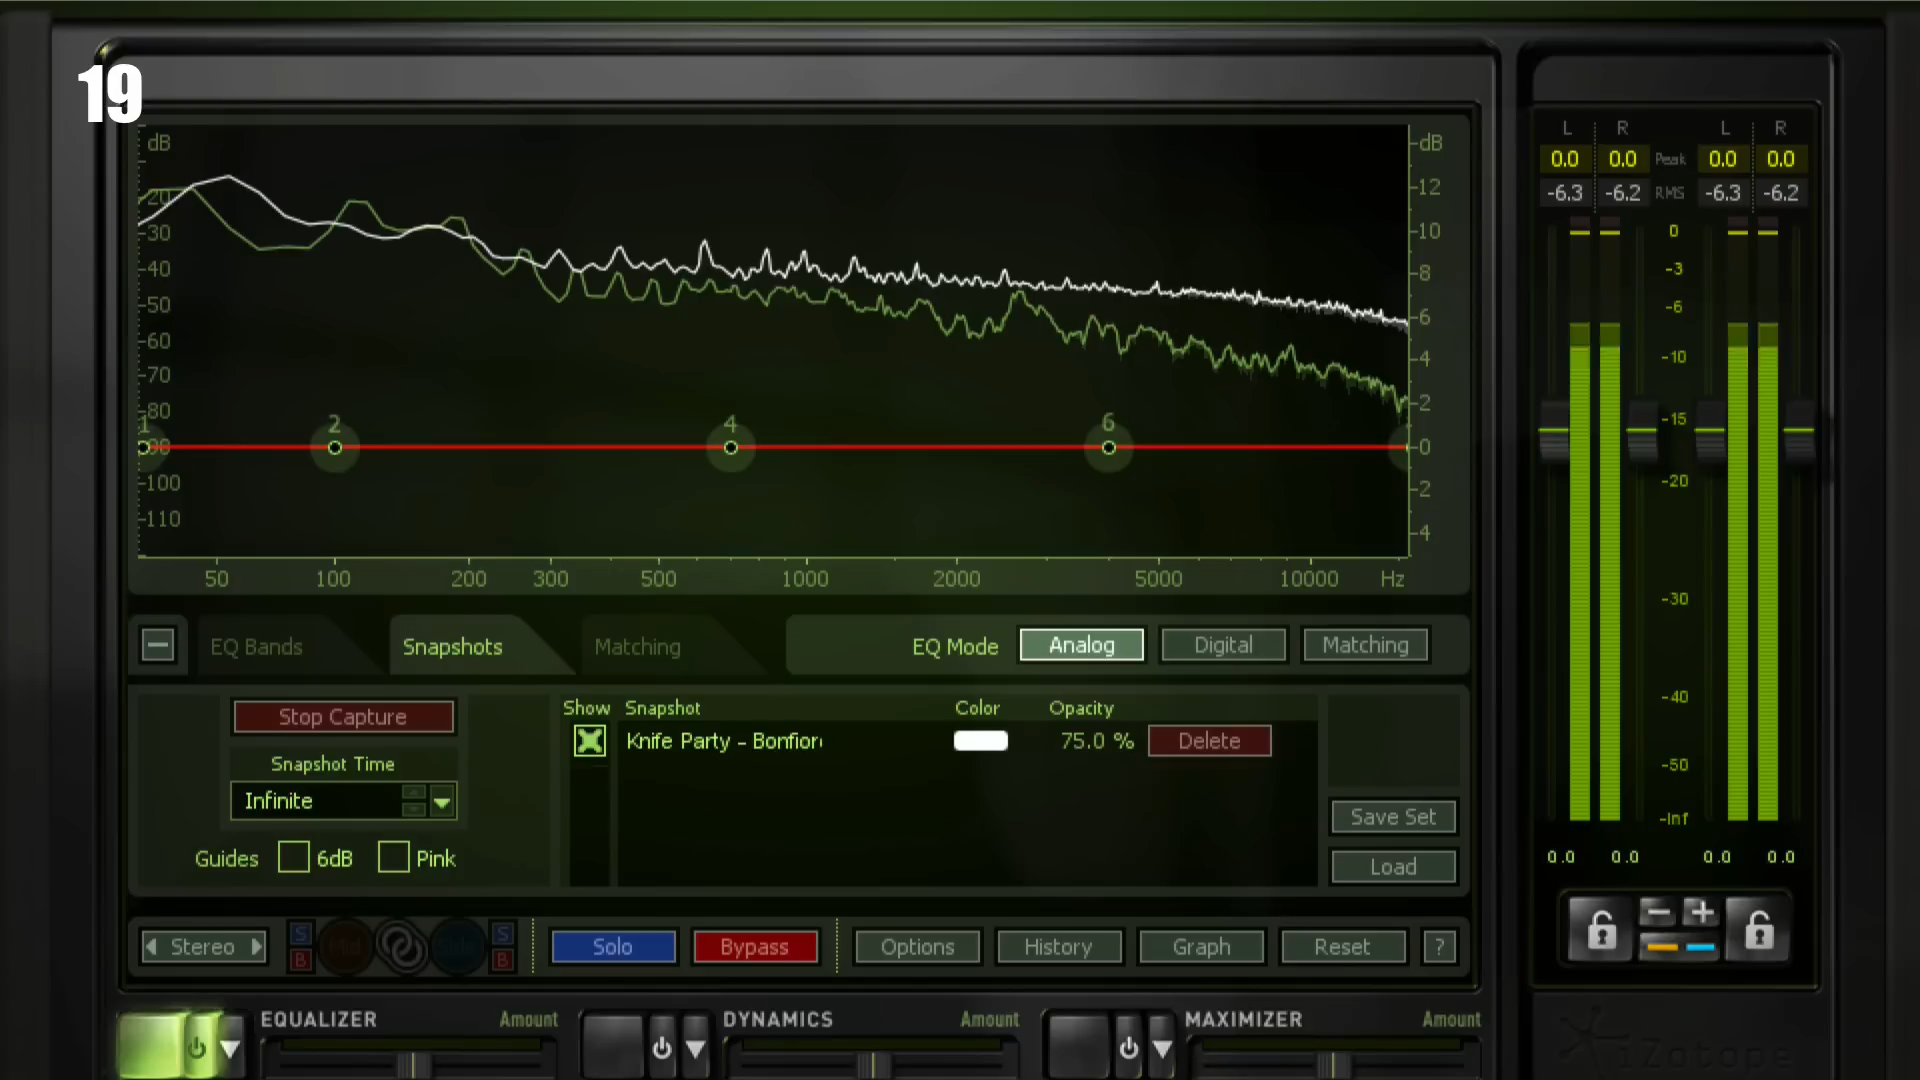 19
dB
-20
-30
-40
-50
-60
-70
-80
-90
-100
-110
dB
12
10
8
6
4
2
0
2
4
1
2
4
6
50 100 200 300 500 1000 2000 5000 10000 Hz
EQ Bands Snapshots Matching EQ Mode Analog Digital Matching
Stop Capture
Snapshot Time
Infinite
Guides 6dB Pink
Show Snapshot Color Opacity
Knife Party - Bonfior 75.0 % Delete
Save Set
Load
Stereo S B Mid S B Solo Bypass Options History Graph Reset ?
EQUALIZER Amount DYNAMICS Amount MAXIMIZER Amount
L R L R
0.0 0.0 Peak 0.0 0.0
-6.3 -6.2 RMS -6.3 -6.2
0
-3
-6
-10
-15
-20
-30
-40
-50
-Inf
0.0 0.0 0.0 0.0
iZotope